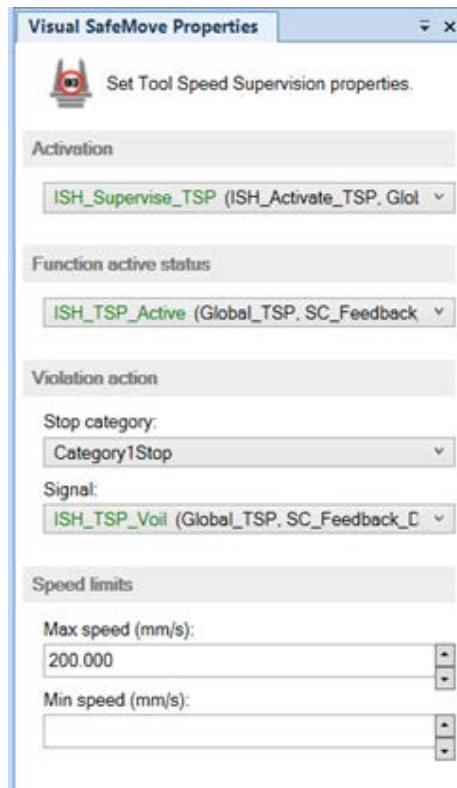 Visual SafeMove Properties
Set Tool Speed Supervision properties.
Activation
ISH_Supervise_TSP (ISH_Activate_TSP, Glol
Function active status
ISH_TSP_Active (Global_TSP, SC_Feedback_
Violation action
Stop category:
Category1Stop
Signal:
ISH_TSP_Voil (Global_TSP, SC_Feedback_D
Speed limits
Max speed (mm/s):
200.000
Min speed (mm/s):